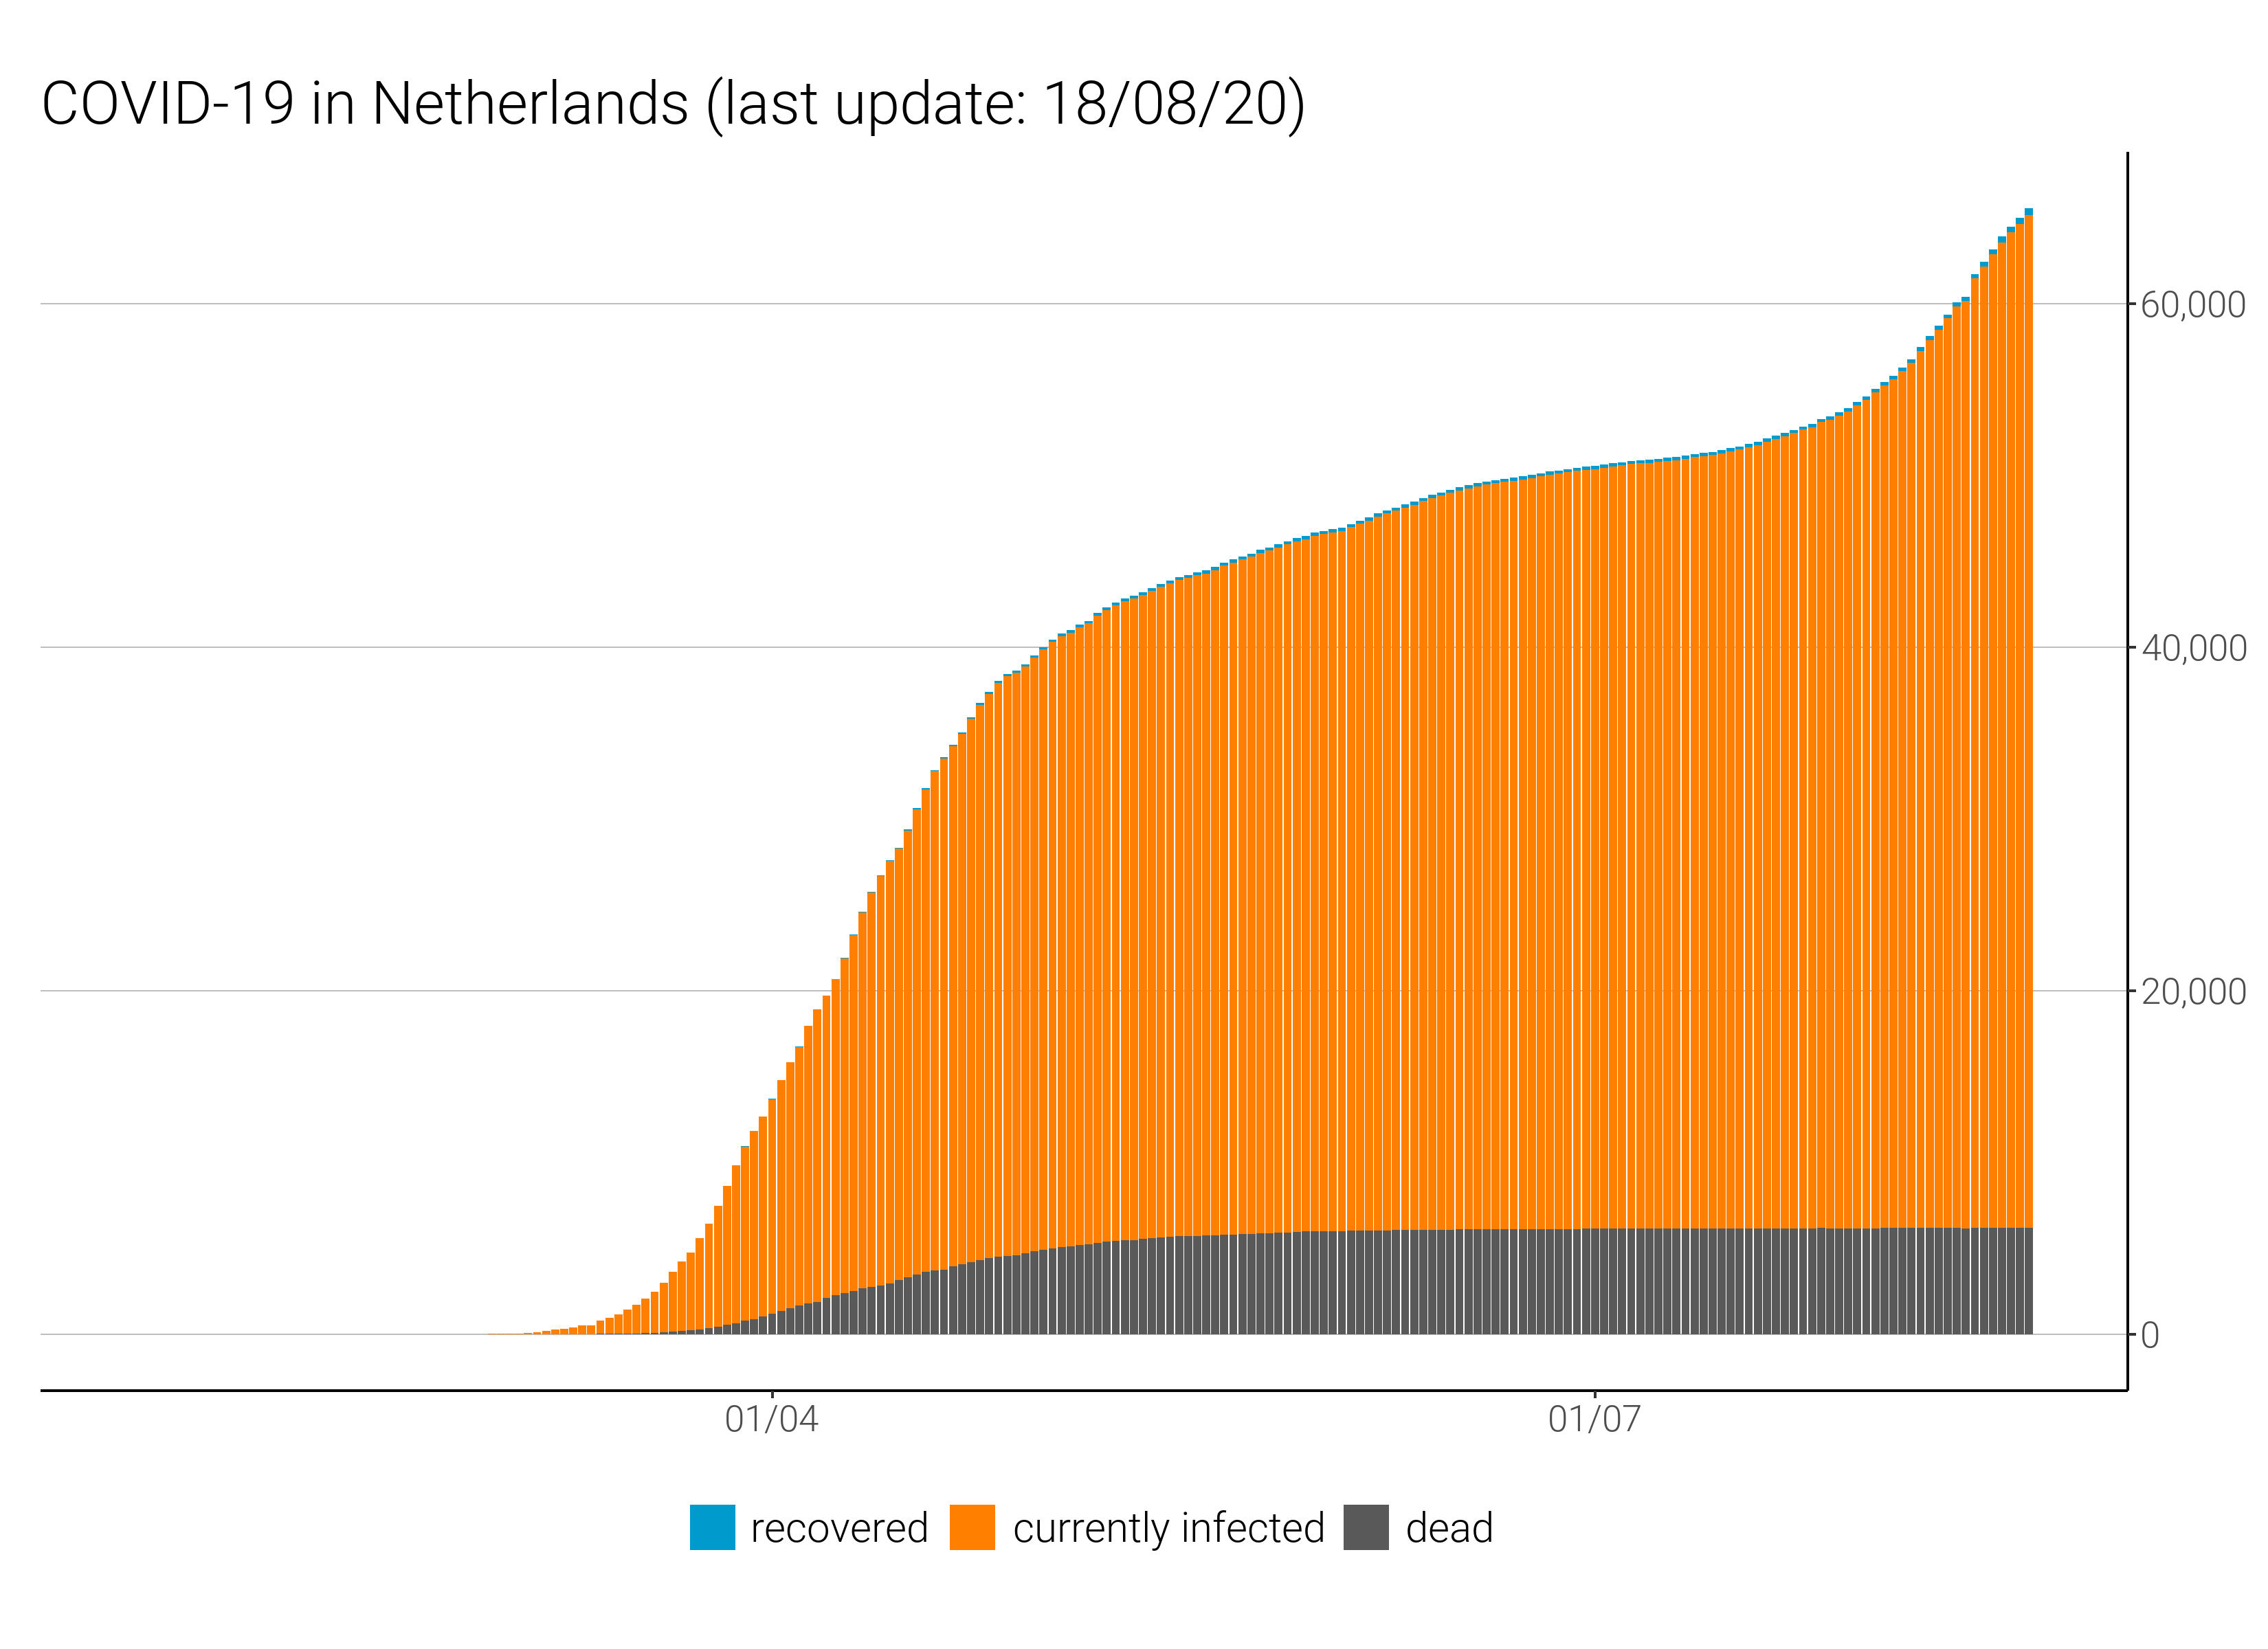 COVID-19 in Netherlands (last update: 18/08/20)
60,000
40,000
20,000
0
01/04 01/07
recovered currently infected dead